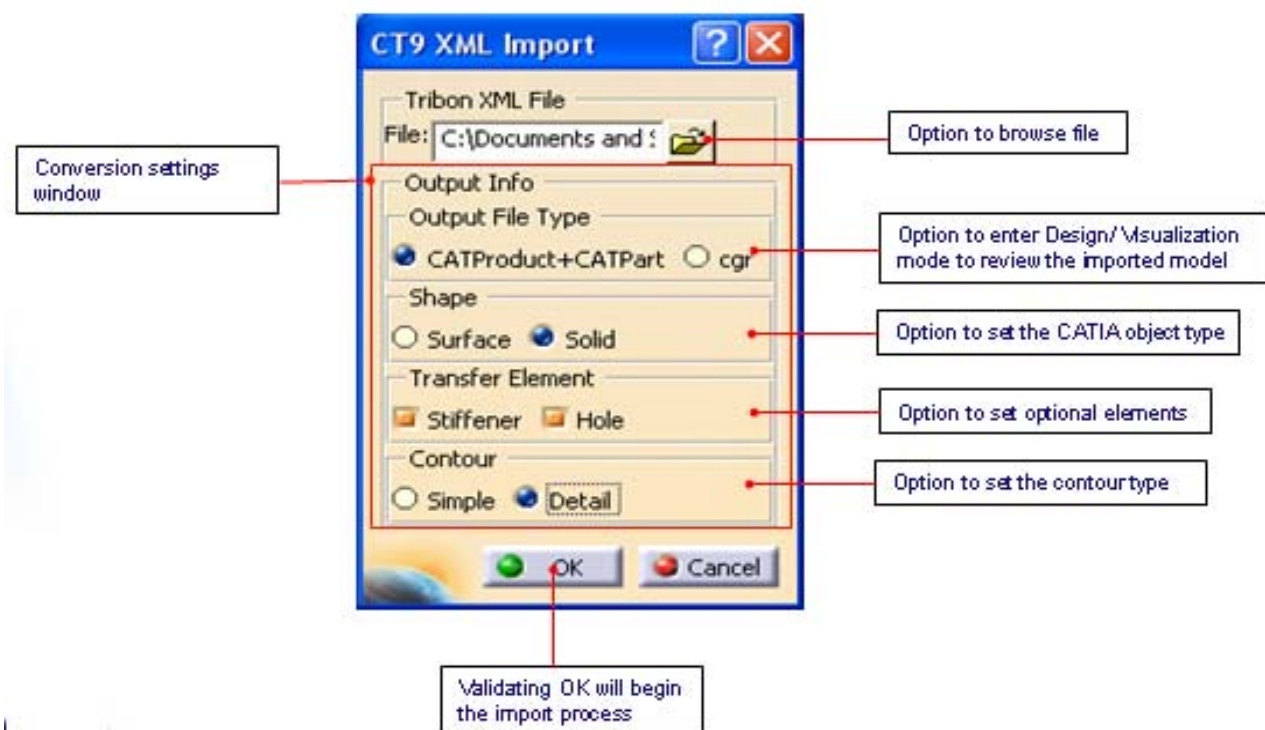 CT9 XML Import
Tribon XML File
File: C:\Documents and S
Option to browse file
Conversion settings
window
Output Info
Output File Type
CATProduct+CATPart cgr
Option to enter Design/Visualization
mode to review the imported model
Shape
Surface Solid
Option to set the CATIA object type
Transfer Element
Stiffener Hole
Option to set optional elements
Contour
Simple Detail
Option to set the contour type
OK Cancel
Validating OK will begin
the import process